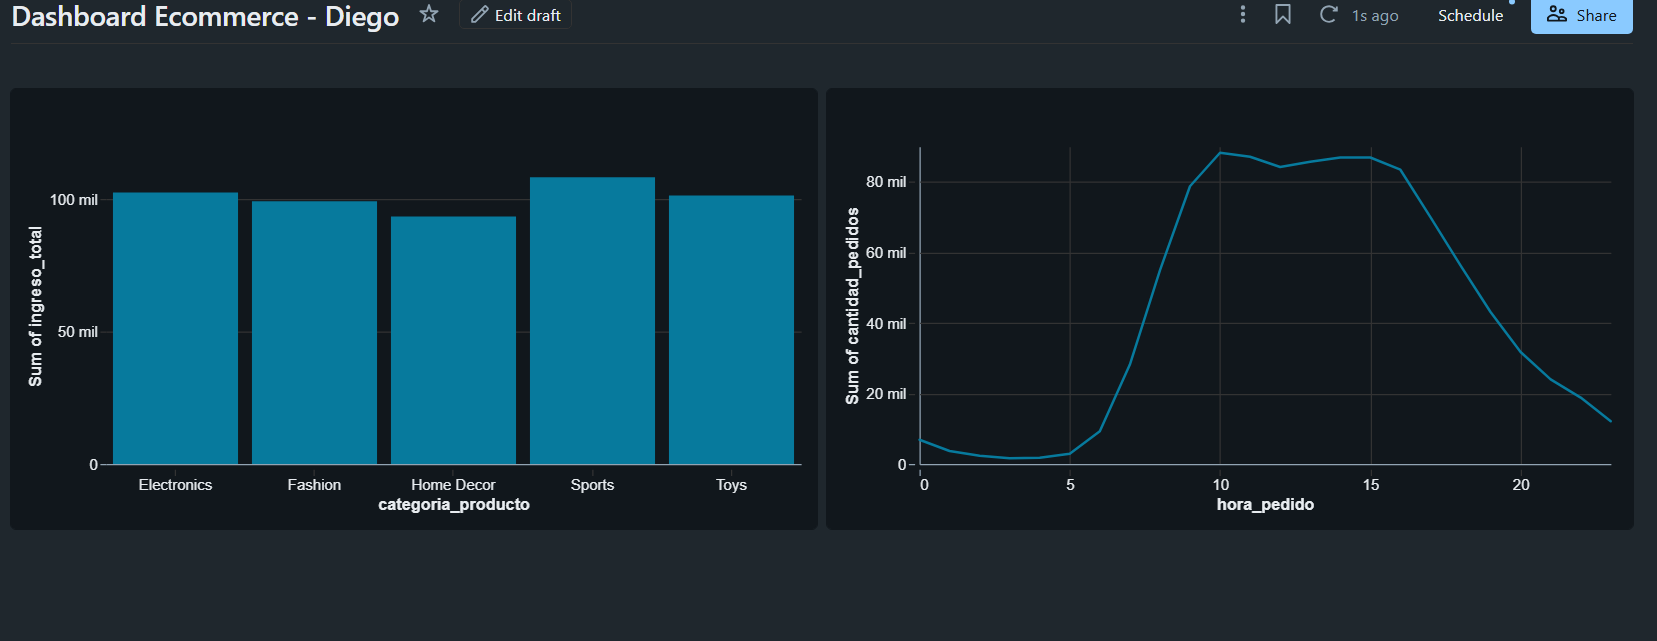 Dashboard Ecommerce - Diego
Edit draft
1s ago
Schedule
Share
Sum of ingreso_total
100 mil
50 mil
0
Electronics
Fashion
Home Decor
Sports
Toys
categoria_producto
Sum of cantidad_pedidos
80 mil
60 mil
40 mil
20 mil
0
0
5
10
15
20
hora_pedido